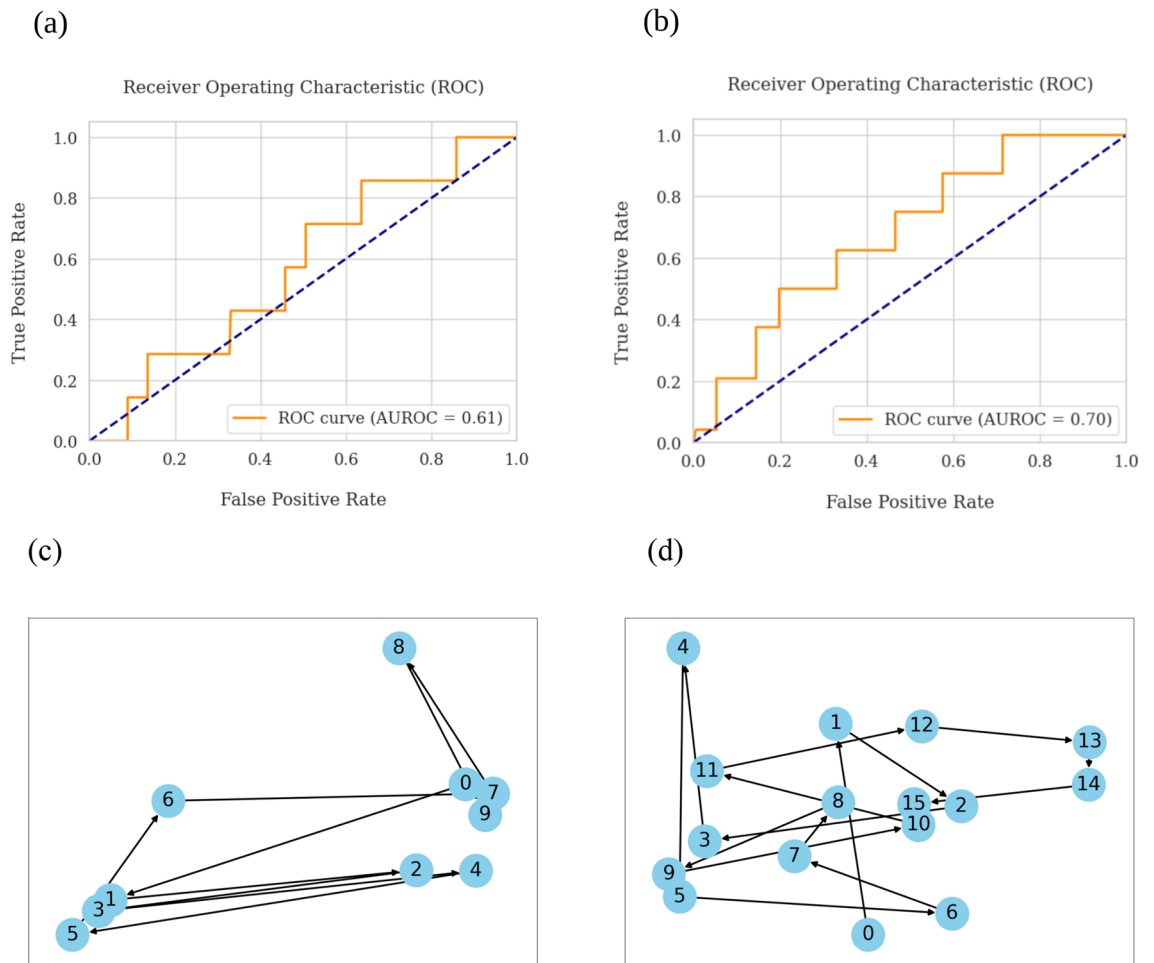 (a)
(b)
Receiver Operating Characteristic (ROC)
1.0
0.8
0.6
0.4
0.2
0.0
True Positive Rate
ROC curve (AUROC = 0.61)
0.0 0.2 0.4 0.6 0.8 1.0
False Positive Rate
Receiver Operating Characteristic (ROC)
1.0
0.8
0.6
0.4
0.2
0.0
True Positive Rate
ROC curve (AUROC = 0.70)
0.0 0.2 0.4 0.6 0.8 1.0
False Positive Rate
(c)
(d)
8
0
7
6
9
2
4
1
3
5
4
1
12
13
11
14
8
15
2
10
3
7
9
5
6
0